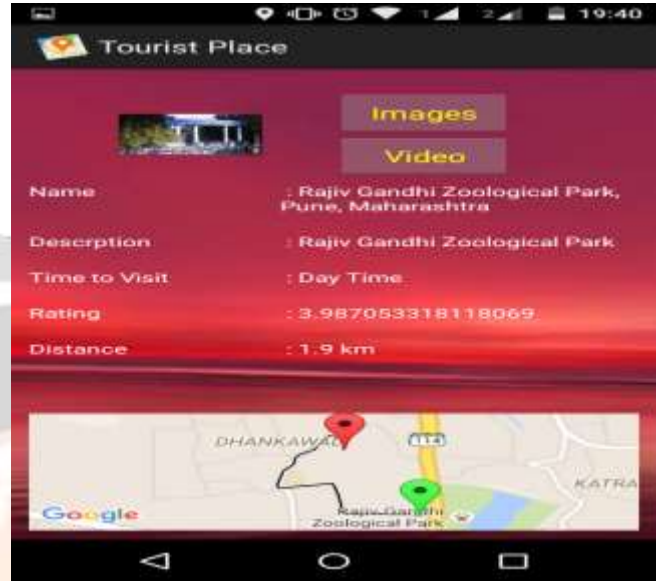 1 2 19:40
Tourist Place
Images
Video
Name : Rajiv Gandhi Zoological Park,
Pune, Maharashtra
Descrption : Rajiv Gandhi Zoological Park
Time to Visit : Day Time
Rating : 3.987053318118069
Distance : 1.9 km
DHANKAWADI
114
KATRA
Google
Rajiv Gandhi
Zoological Park